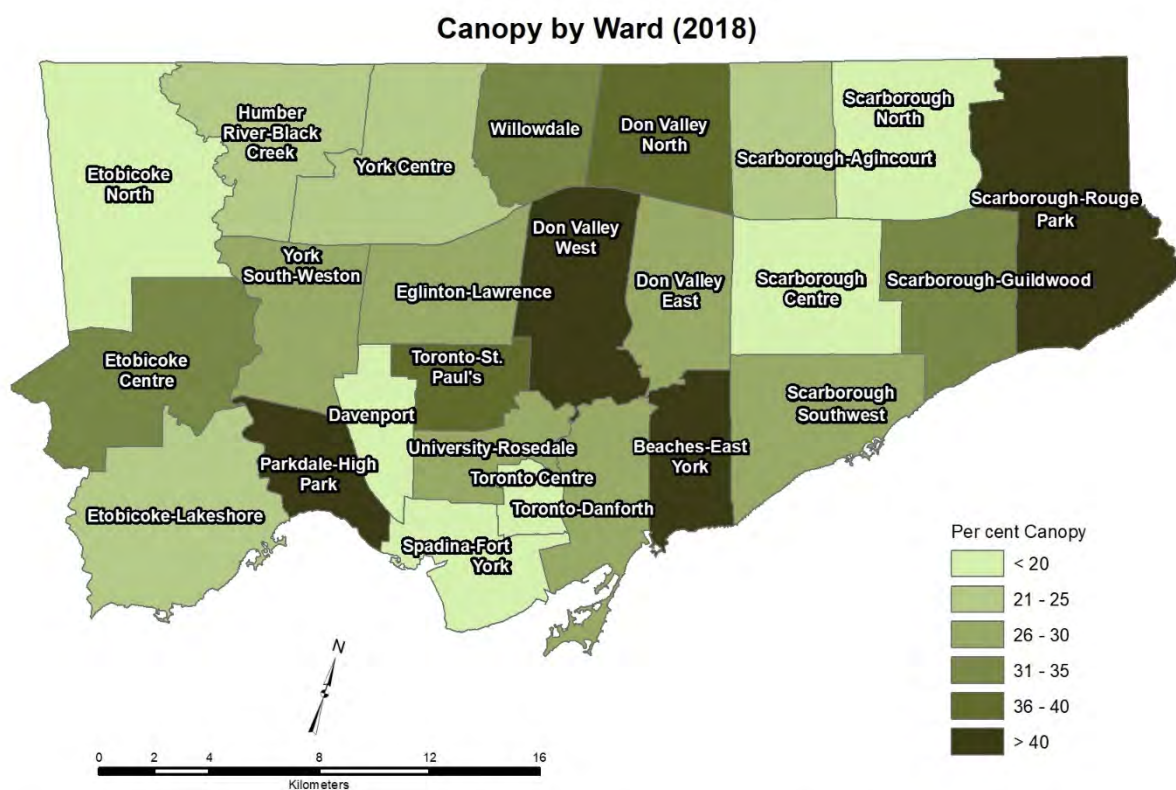 Canopy by Ward (2018)
Etobicoke
North
Humber
River-Black
Creek
York Centre
Willowdale
Don Valley
North
Scarborough-Agincourt
Scarborough
North
Scarborough-Rouge
Park
York
South-Weston
Eglinton-Lawrence
Don Valley
West
Don Valley
East
Scarborough
Centre
Scarborough-Guildwood
Etobicoke
Centre
Toronto-St.
Paul's
Davenport
Scarborough
Southwest
University-Rosedale
Parkdale-High
Park
Toronto Centre
Beaches-East
York
Etobicoke-Lakeshore
Toronto-Danforth
Spadina-Fort
York
Per cent Canopy
< 20
21 - 25
26 - 30
31 - 35
36 - 40
> 40
N
0 2 4 8 12 16
Kilometers